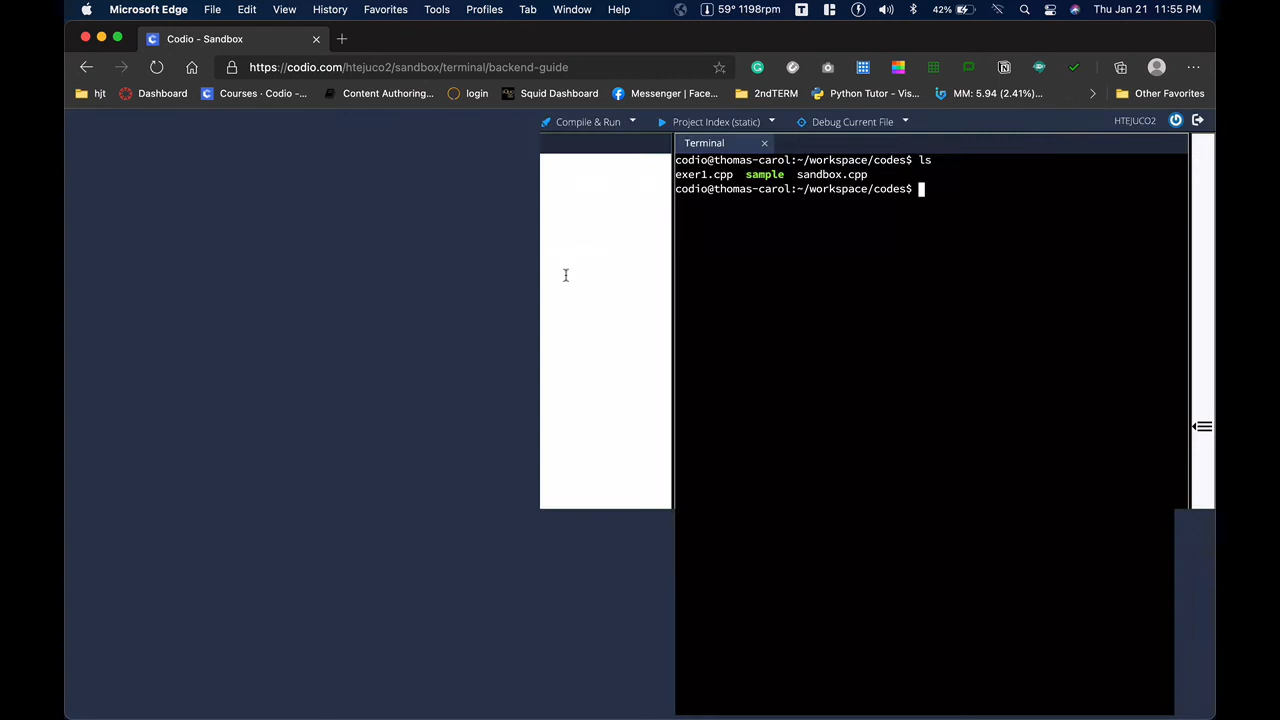 Microsoft Edge File Edit View History Favorites Tools Profiles Tab Window Help 59° 1198rpm 42% Thu Jan 21 11:55 PM
Codio - Sandbox
https://codio.com/htejuco2/sandbox/terminal/backend-guide
hjt Dashboard Courses · Codio -... Content Authoring... login Squid Dashboard Messenger | Face... 2ndTERM Python Tutor - Vis... MM: 5.94 (2.41%)... Other Favorites
Compile & Run Project Index (static) Debug Current File HTEJUCO2
Terminal
codio@thomas-carol:~/workspace/codes$ ls
exer1.cpp sample sandbox.cpp
codio@thomas-carol:~/workspace/codes$